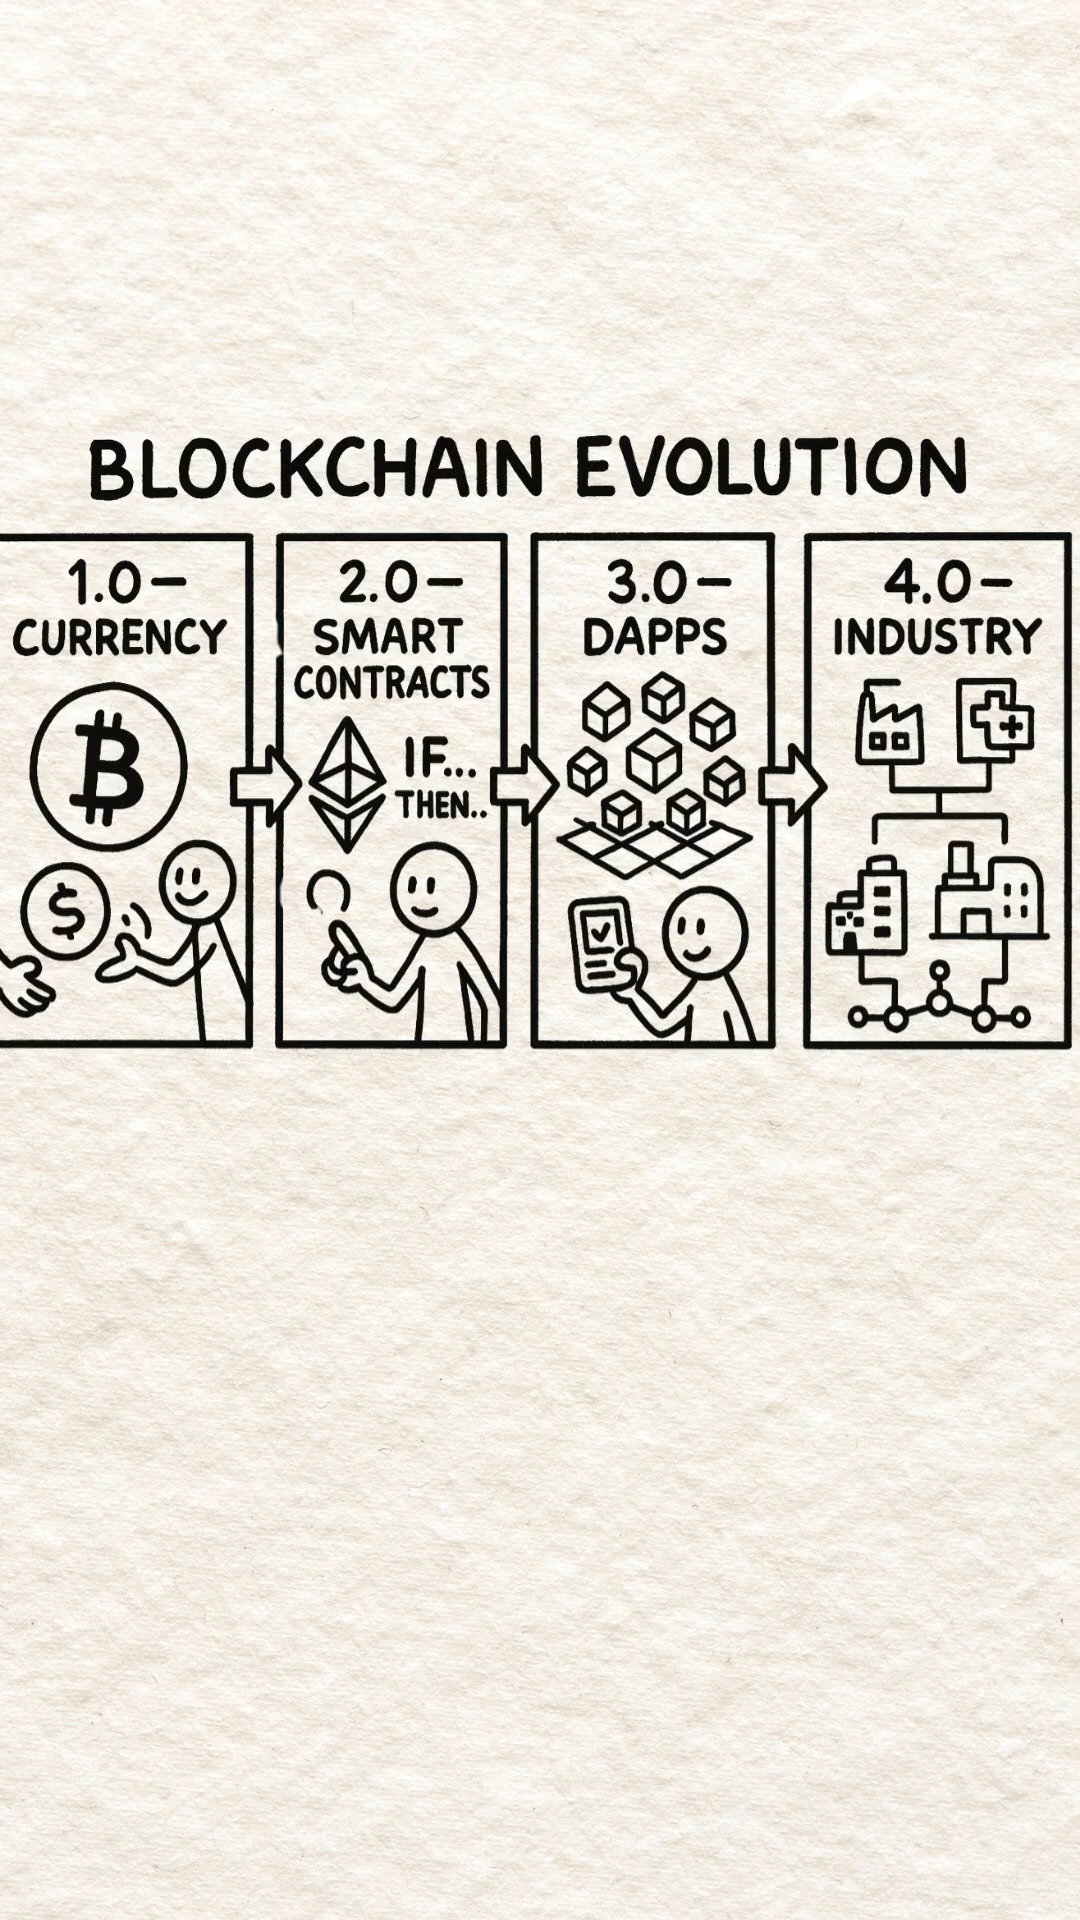 BLOCKCHAIN EVOLUTION
1.0 –
CURRENCY
₿
$
2.0 –
SMART
CONTRACTS
IF...
THEN..
3.0 –
DAPPS
4.0 –
INDUSTRY